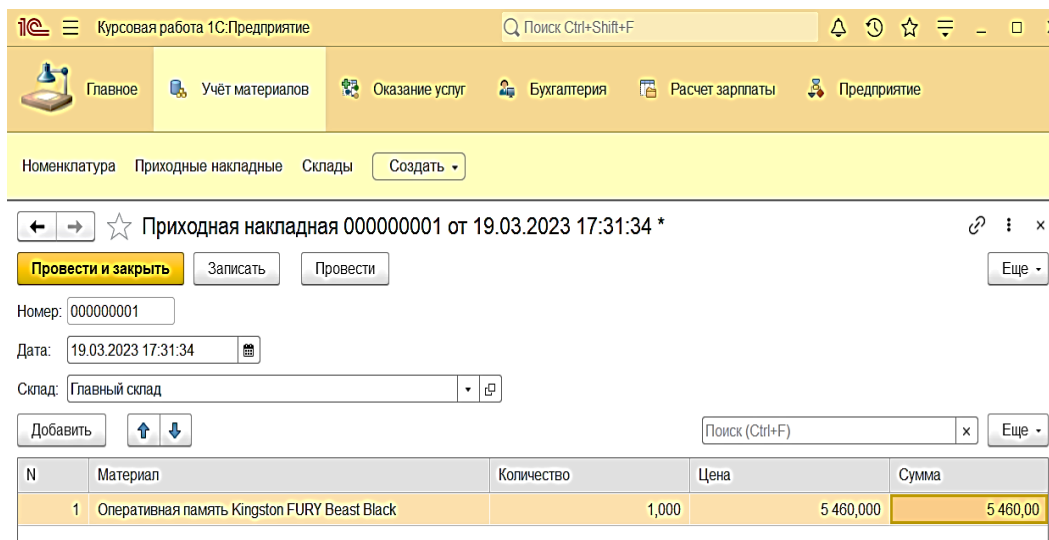 1С Курсовая работа 1С:Предприятие Поиск Ctrl+Shift+F
Главное Учёт материалов Оказание услуг Бухгалтерия Расчет зарплаты Предприятие
Номенклатура Приходные накладные Склады Создать
Приходная накладная 000000001 от 19.03.2023 17:31:34 *
Провести и закрыть Записать Провести Еще
Номер: 000000001
Дата: 19.03.2023 17:31:34
Склад: Главный склад
Добавить Поиск (Ctrl+F) x Еще
N Материал Количество Цена Сумма
1 Оперативная память Kingston FURY Beast Black 1,000 5 460,000 5 460,00